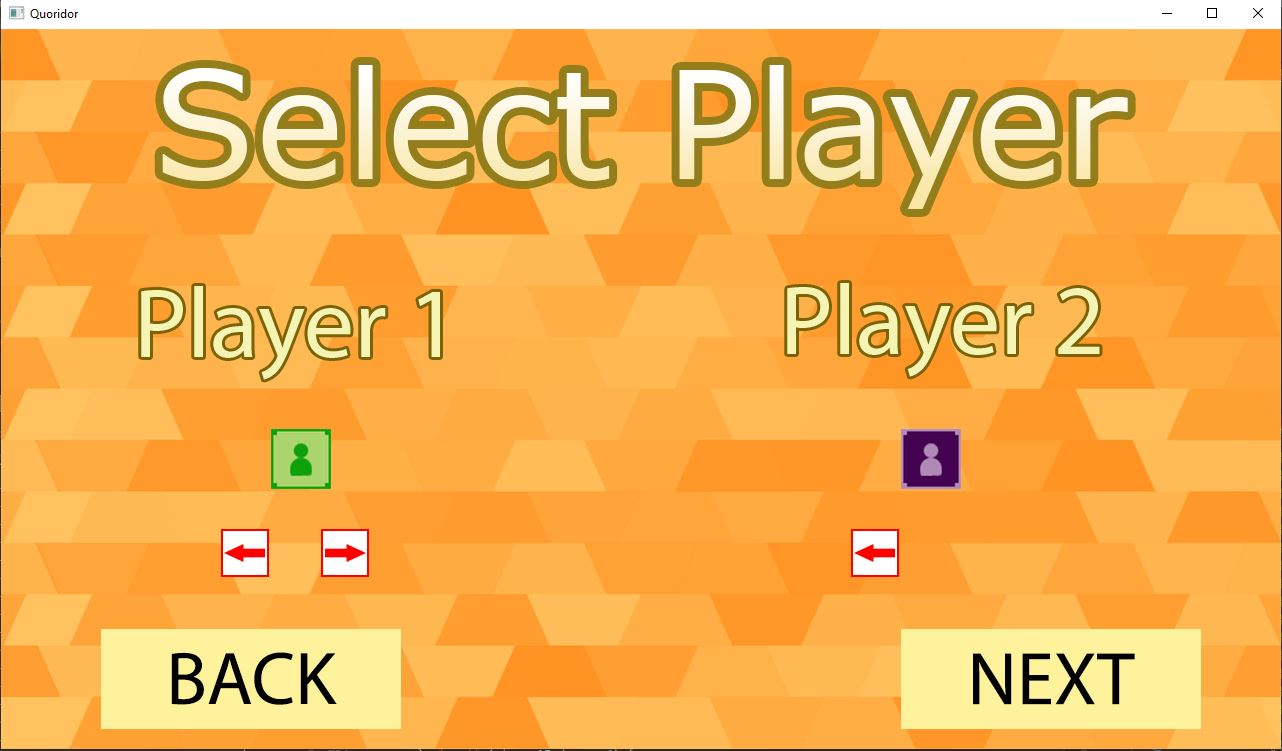 Quoridor
Select Player
Player 1
Player 2
BACK
NEXT